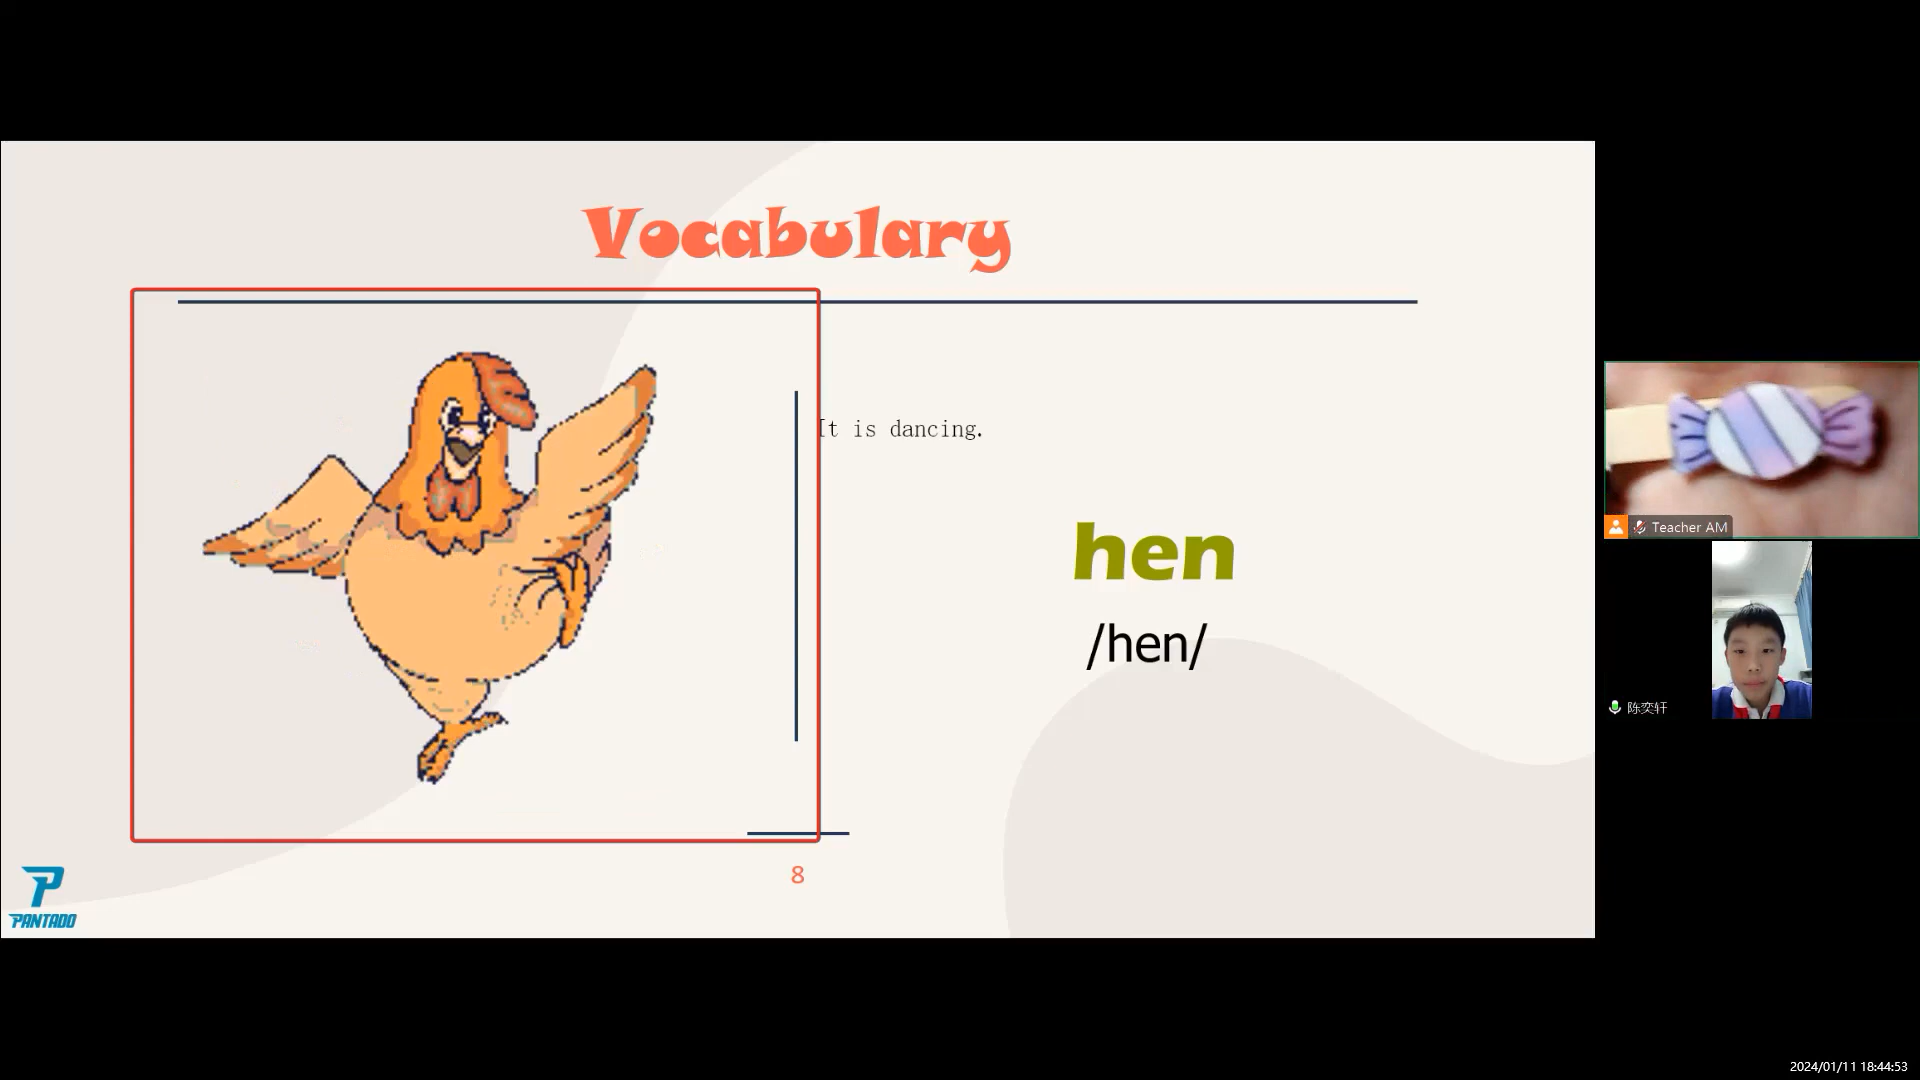 Vocabulary
It is dancing.
hen
/hen/
8
PANTADO
Teacher AM
陈奕轩
2024/01/11 18:44:53